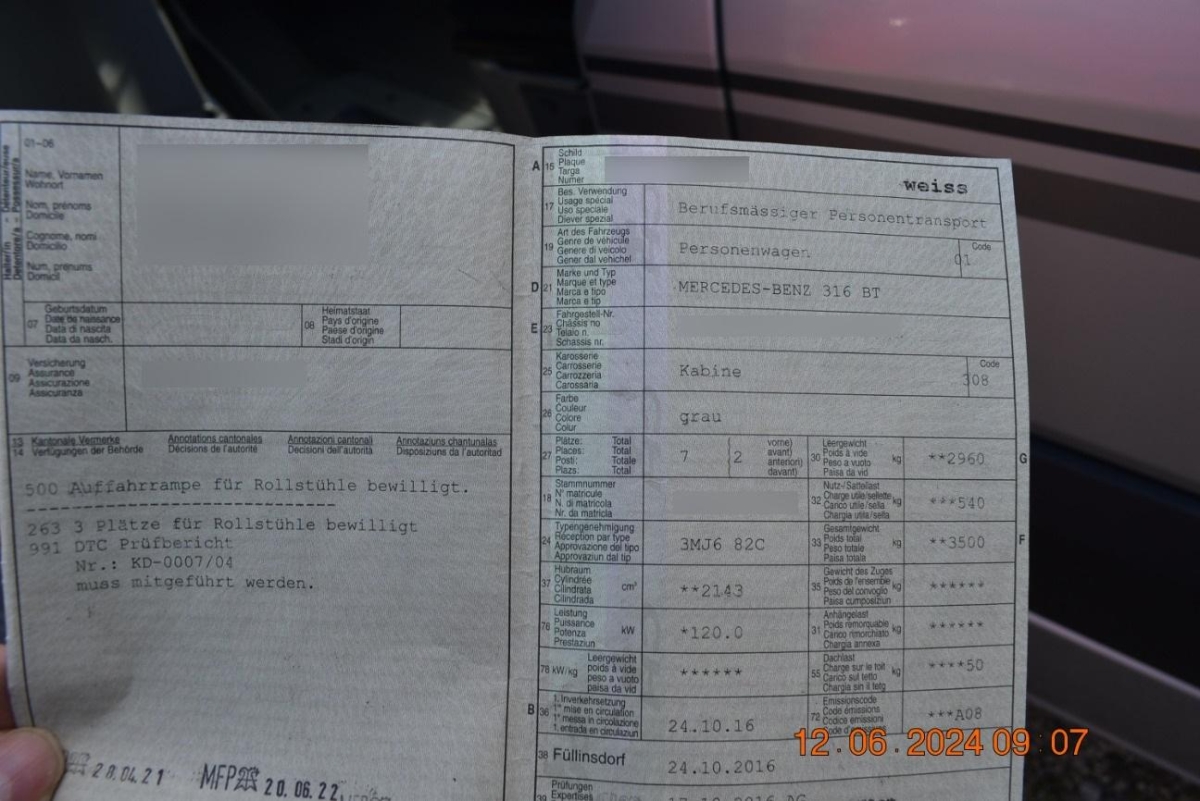 01-06
Halter/in - Détenteur/trice
Detentore/a - Possessur/a
Name, Vornamen
Wohnort
Nom, prénoms
Domicile
Cognome, nomi
Domicilio
Num, prenums
Domicil
07
Geburtsdatum
Date de naissance
Data di nascita
Data da nasch.
08
Heimatstaat
Pays d'origine
Paese d'origine
Stadi d'origin
09
Versicherung
Assurance
Assicurazione
Assicuranza
13 Kantonale Vermerke Annotations cantonales Annotazioni cantonali Annotaziuns chantunalas
14 Verfügungen der Behörde Décisions de l'autorité Decisioni dell'autorità Disposiziuns da l'autoritad
500 Auffahrrampe für Rollstühle bewilligt.
263 3 Plätze für Rollstühle bewilligt
991 DTC Prüfbericht
Nr.: KD-0007/04
muss mitgeführt werden.
28.04.21 MFP 20.06.22
A 15
Schild
Plaque
Targa
Numer
weiss
17
Bes. Verwendung
Usage spécial
Uso speciale
Diever spezial
Berufsmässiger Personentransport
19
Art des Fahrzeugs
Genre de véhicule
Genere di veicolo
Gener dal vehichel
Personenwagen
Code
01
D 21
Marke und Typ
Marque et type
Marca e tipo
Marca e tip
MERCEDES-BENZ 316 BT
E 23
Fahrgestell-Nr.
Châssis no
Telaio n.
Schassis nr.
25
Karosserie
Carrosserie
Carrozzeria
Carossaria
Kabine
Code
308
26
Farbe
Couleur
Colore
Colur
grau
27
Plätze: Total
Places: Total
Posti: Totale
Plazs: Total
7 2
vorne)
avant)
anteriori)
davant)
30
Leergewicht
Poids à vide
Peso a vuoto
Paisa da vid
kg
**2960
G
18
Stammnummer
N° matricule
N. di matricola
Nr. da matricla
32
Nutz-/Sattellast
Charge utile/sellette
Carico utile/sella
Chargia utila/sella
kg
***540
24
Typengenehmigung
Réception par type
Approvazione del tipo
Approvaziun dal tip
3MJ6 82C
33
Gesamtgewicht
Poids total
Peso totale
Paisa totala
kg
**3500
F
37
Hubraum
Cylindrée
Cilindrata
Cilindrada
cm³
**2143
35
Gewicht des Zuges
Poids de l'ensemble
Peso del convoglio
Paisa cumposiziun
kg
******
76
Leistung
Puissance
Potenza
Prestaziun
kW
*120.0
31
Anhängelast
Poids remorquable
Carico rimorchiato
Chargia annexa
kg
******
78 kW/kg
Leergewicht
poids à vide
peso a vuoto
paisa da vid
******
55
Dachlast
Charge sur le toit
Carico sul tetto
Chargia sin il tetg
kg
****50
B 36
1. Inverkehrsetzung
1re mise en circulation
1a messa in circolazione
1. entrada en circulaziun
24.10.16
72
Emissionscode
Code émissions
Codice emissioni
***A08
38 Füllinsdorf
24.10.2016
39
Prüfungen
Expertises
12.06.2024 09:07